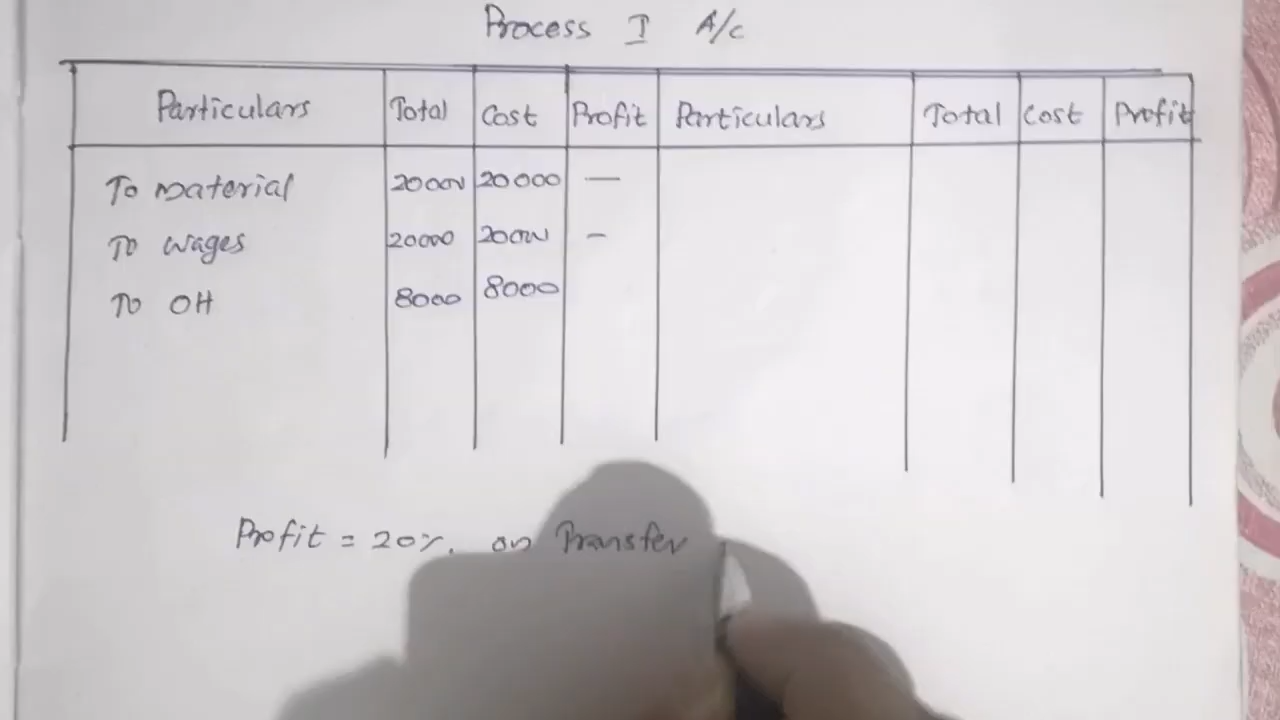 Process I A/c
Particulars Total Cost Profit Particulars Total Cost Profit
To Material 20000 20000 —
To Wages 20000 20000 —
To OH 8000 8000
Profit = 20% on Transfer